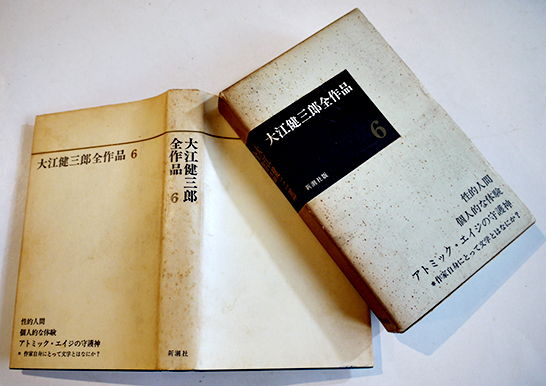 大江健三郎全作品 6
性的人間
個人的な体験
アトミック・エイジの守護神
*作家自身にとって文学とはなにか?
大江健三郎
全作品 6
新潮社
大江健三郎全作品
6
新潮社版
性的人間
個人的な体験
アトミック・エイジの守護神
*作家自身にとって文学とはなにか?